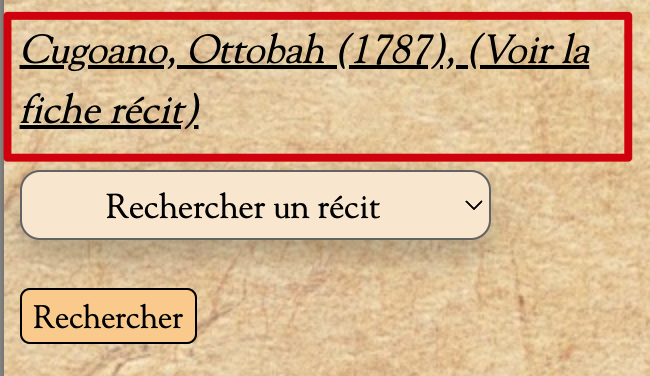 Cugoano, Ottobah (1787), (Voir la
fiche récit)
Rechercher un récit
Rechercher